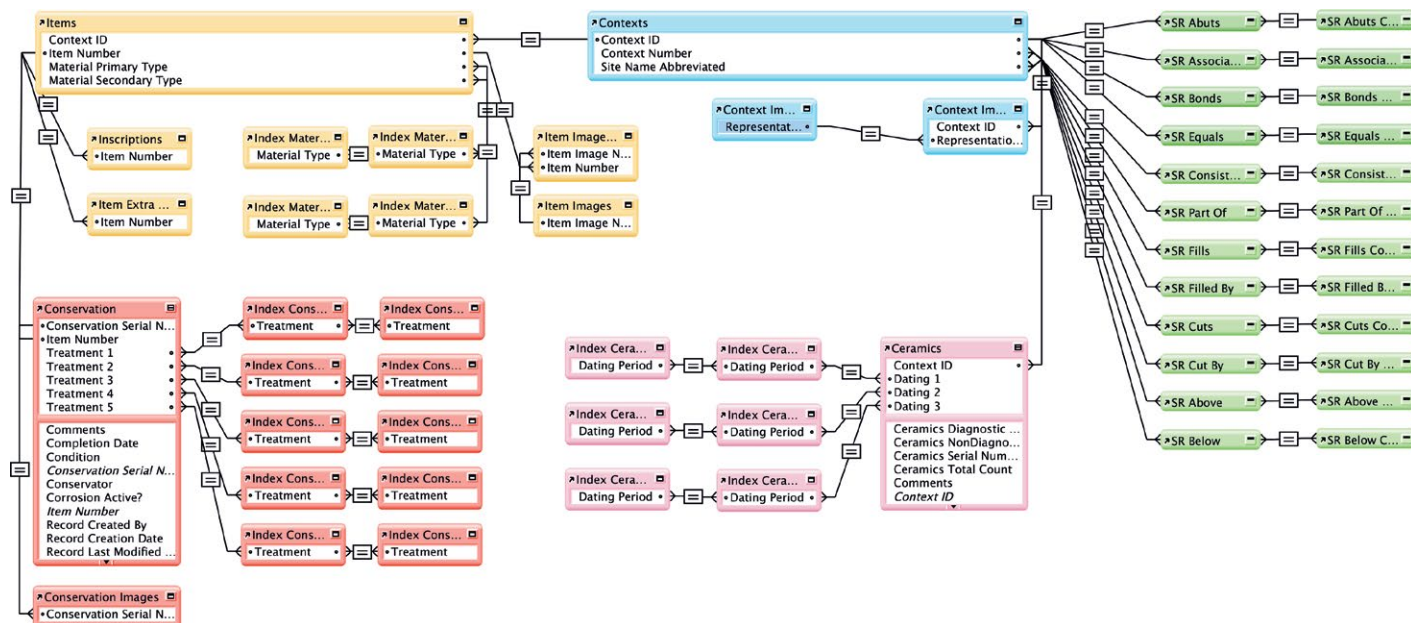 Items
Context ID
Item Number
Material Primary Type
Material Secondary Type
Inscriptions
Item Number
Item Extra ...
Item Number
Index Mater...
Material Type
Index Mater...
Material Type
Index Mater...
Material Type
Index Mater...
Material Type
Item Image...
Item Image N...
Item Number
Item Images
Item Image N...
Contexts
Context ID
Context Number
Site Name Abbreviated
Context Im...
Representat...
Context Im...
Context ID
Representatio...
SR Abuts
SR Abuts C...
SR Associa...
SR Associa...
SR Bonds
SR Bonds ...
SR Equals
SR Equals ...
SR Consist...
SR Consist...
SR Part Of
SR Part Of ...
SR Fills
SR Fills Co...
SR Filled By
SR Filled B...
SR Cuts
SR Cuts Co...
SR Cut By
SR Cut By ...
SR Above
SR Above ...
SR Below
SR Below C...
Conservation
Conservation Serial N...
Item Number
Treatment 1
Treatment 2
Treatment 3
Treatment 4
Treatment 5
Comments
Completion Date
Condition
Conservation Serial N...
Conservator
Corrosion Active?
Item Number
Record Created By
Record Creation Date
Record Last Modified ...
Index Cons...
Treatment
Index Cons...
Treatment
Index Cons...
Treatment
Index Cons...
Treatment
Index Cons...
Treatment
Index Cons...
Treatment
Index Cons...
Treatment
Index Cons...
Treatment
Index Cons...
Treatment
Index Cons...
Treatment
Conservation Images
Conservation Serial N...
Index Cera...
Dating Period
Index Cera...
Dating Period
Index Cera...
Dating Period
Index Cera...
Dating Period
Index Cera...
Dating Period
Index Cera...
Dating Period
Ceramics
Context ID
Dating 1
Dating 2
Dating 3
Ceramics Diagnostic ...
Ceramics NonDiagno...
Ceramics Serial Num...
Ceramics Total Count
Comments
Context ID